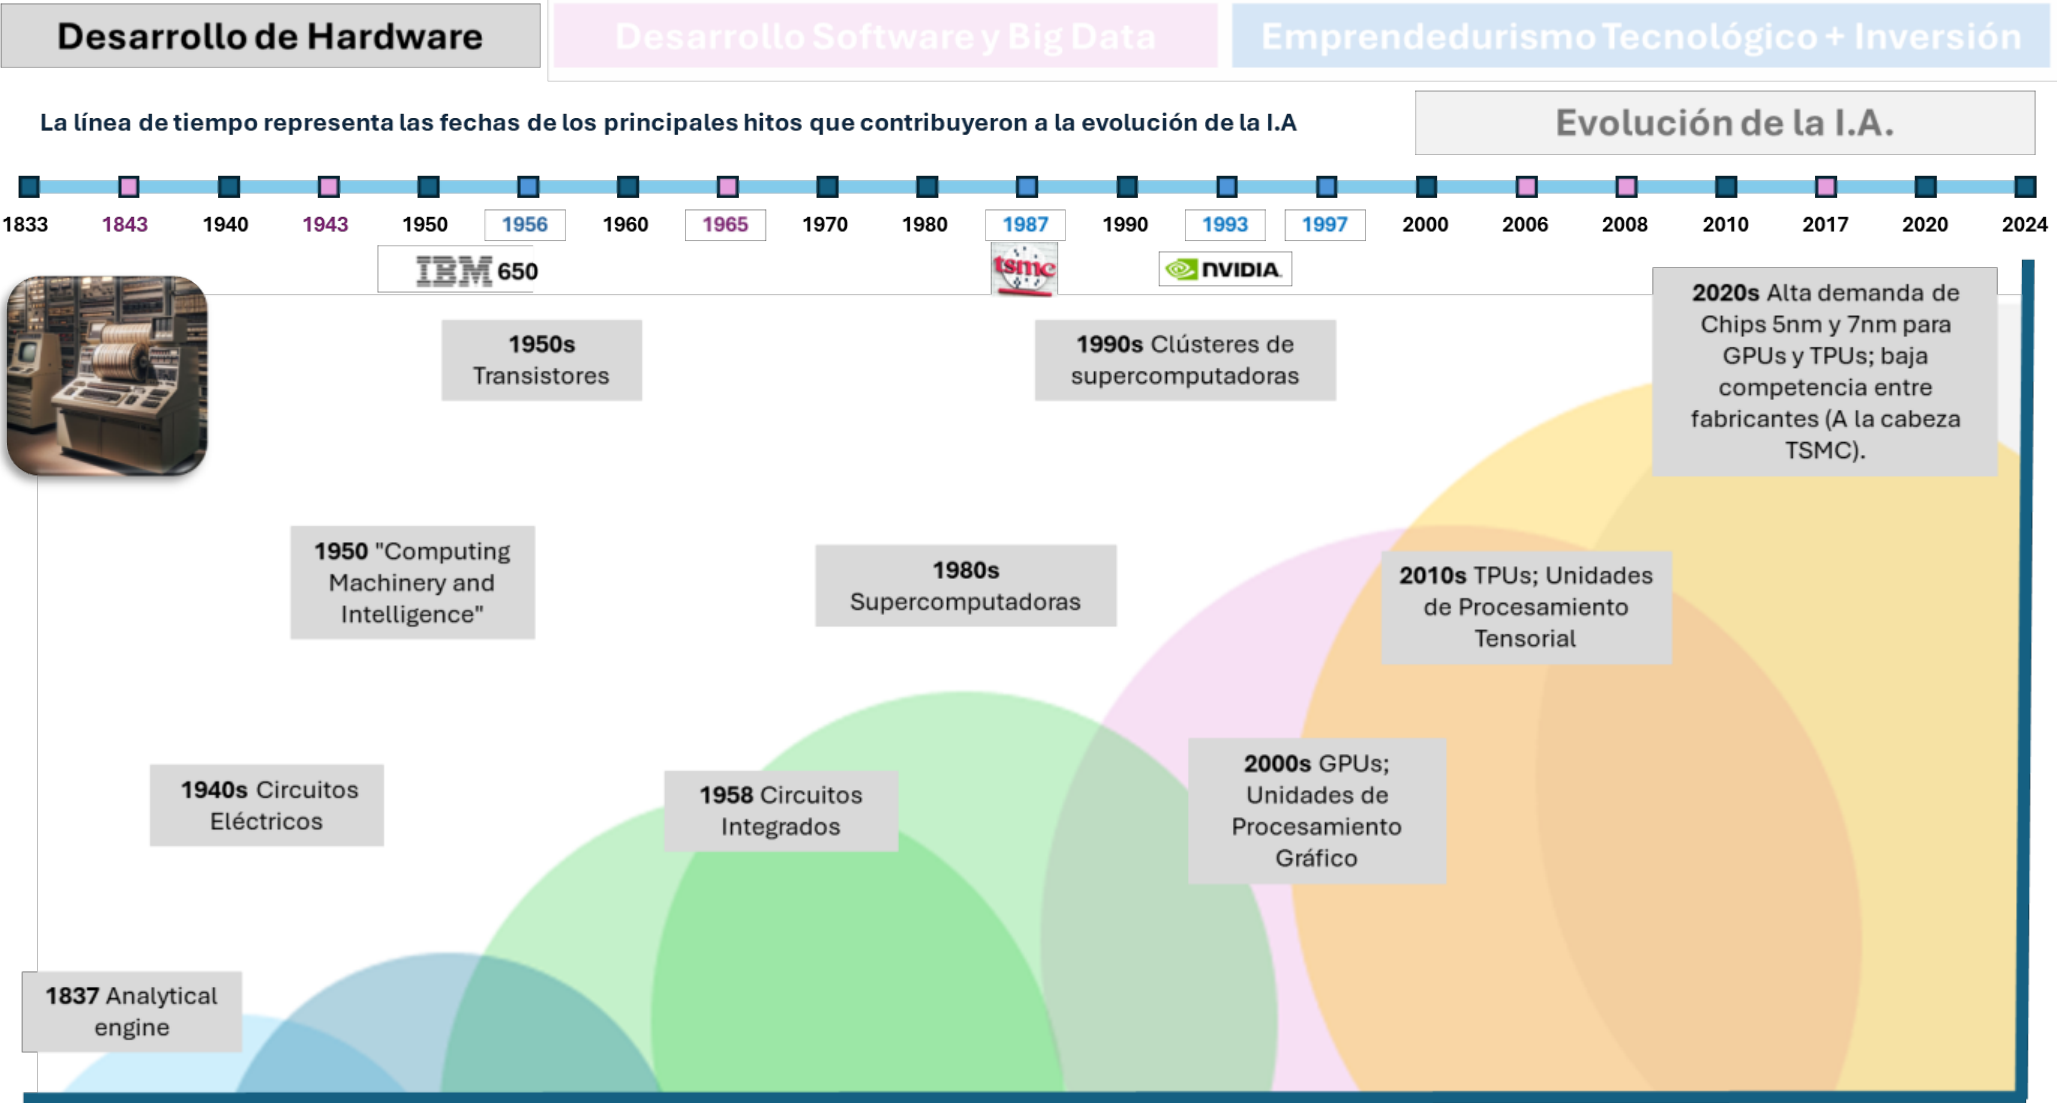 Desarrollo de Hardware
Desarrollo Software y Big Data
Emprendedurismo Tecnológico + Inversión
La línea de tiempo representa las fechas de los principales hitos que contribuyeron a la evolución de la I.A
Evolución de la I.A.
1833 1843 1940 1943 1950 1956 1960 1965 1970 1980 1987 1990 1993 1997 2000 2006 2008 2010 2017 2020 2024
IBM 650
tsmc
NVIDIA
2020s Alta demanda de
Chips 5nm y 7nm para
GPUs y TPUs; baja
competencia entre
fabricantes (A la cabeza
TSMC).
1950s
Transistores
1990s Clústeres de
supercomputadoras
1950 "Computing
Machinery and
Intelligence"
1980s
Supercomputadoras
2010s TPUs; Unidades
de Procesamiento
Tensorial
1940s Circuitos
Eléctricos
1958 Circuitos
Integrados
2000s GPUs;
Unidades de
Procesamiento
Gráfico
1837 Analytical
engine